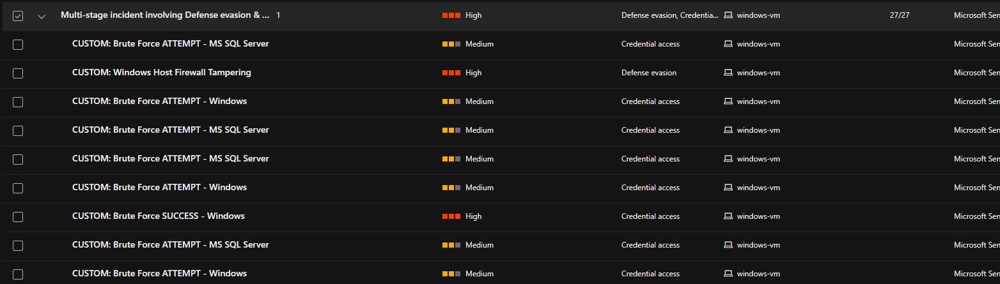 Multi-stage incident involving Defense evasion & ... 1 High Defense evasion, Credentia... windows-vm 27/27 Microsoft Sen
CUSTOM: Brute Force ATTEMPT - MS SQL Server Medium Credential access windows-vm Microsoft Sen
CUSTOM: Windows Host Firewall Tampering High Defense evasion windows-vm Microsoft Sen
CUSTOM: Brute Force ATTEMPT - Windows Medium Credential access windows-vm Microsoft Sen
CUSTOM: Brute Force ATTEMPT - MS SQL Server Medium Credential access windows-vm Microsoft Sen
CUSTOM: Brute Force ATTEMPT - MS SQL Server Medium Credential access windows-vm Microsoft Sen
CUSTOM: Brute Force ATTEMPT - Windows Medium Credential access windows-vm Microsoft Sen
CUSTOM: Brute Force SUCCESS - Windows High Credential access windows-vm Microsoft Sen
CUSTOM: Brute Force ATTEMPT - MS SQL Server Medium Credential access windows-vm Microsoft Sen
CUSTOM: Brute Force ATTEMPT - Windows Medium Credential access windows-vm Microsoft Sen